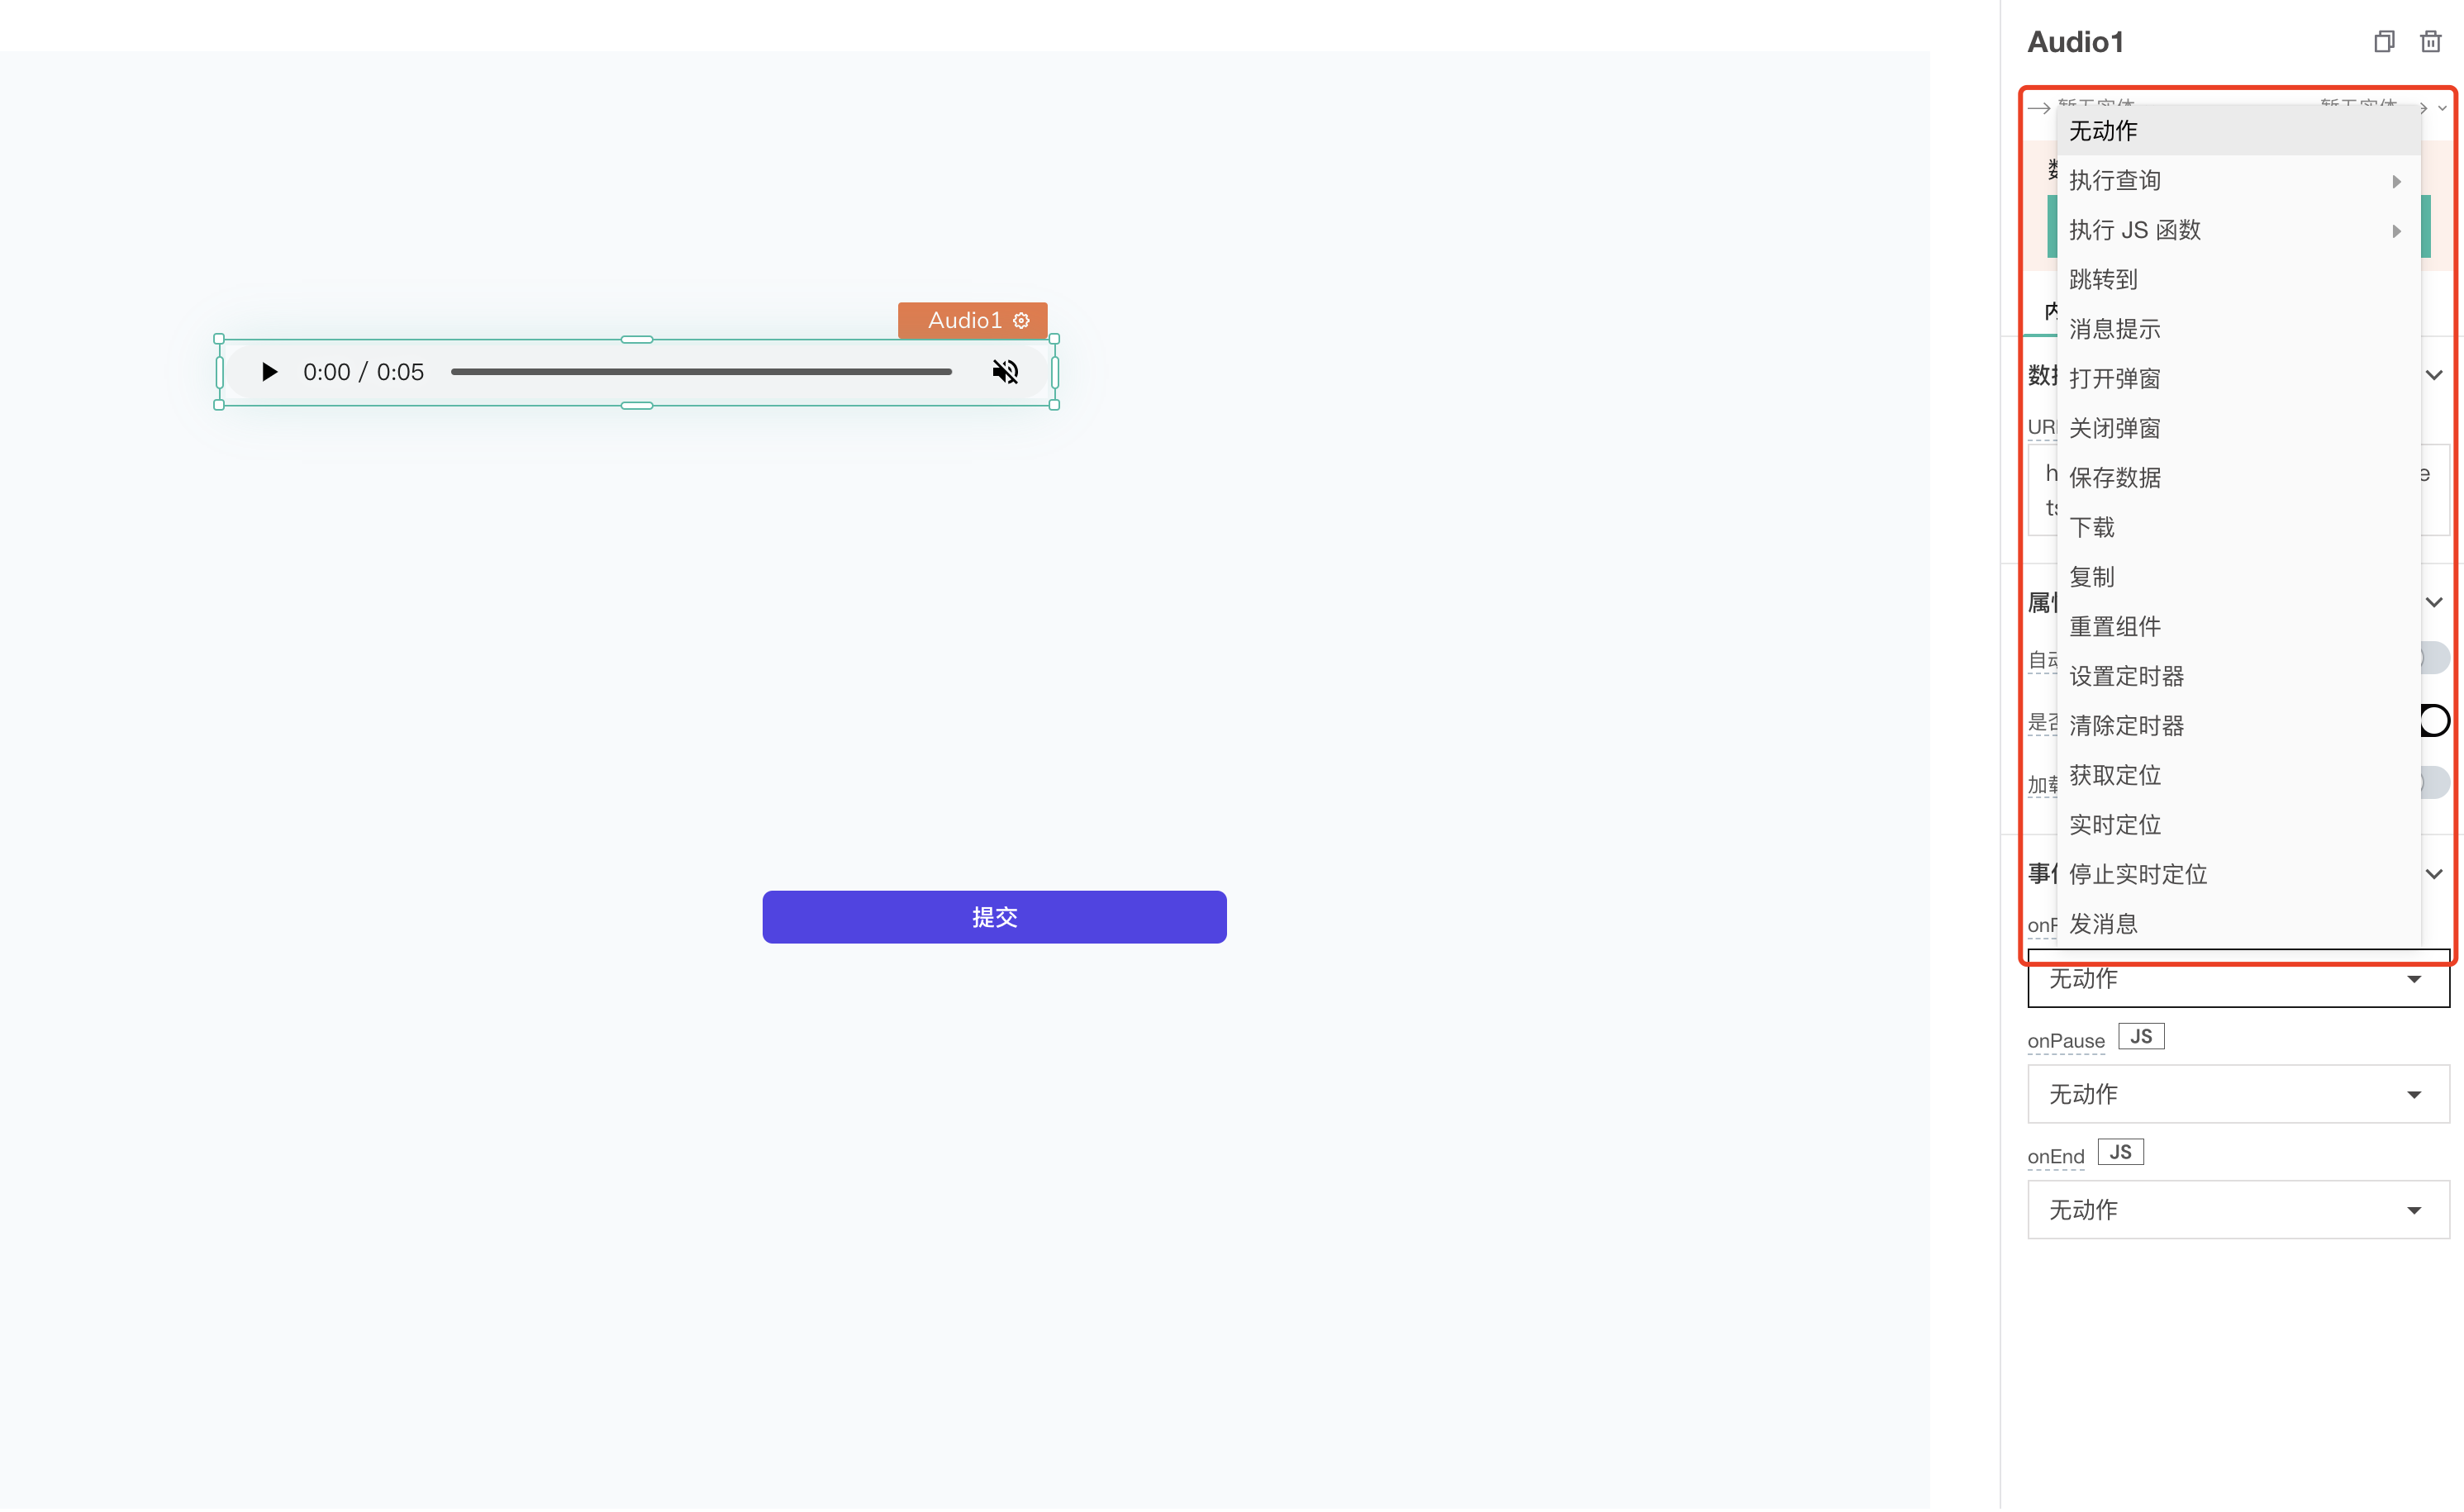 Audio1
无动作
执行查询
执行 JS 函数
跳转到
消息提示
打开弹窗
关闭弹窗
保存数据
下载
复制
重置组件
设置定时器
清除定时器
获取定位
实时定位
停止实时定位
发消息
无动作
onPause JS
无动作
onEnd JS
无动作
Audio1
0:00 / 0:05
提交